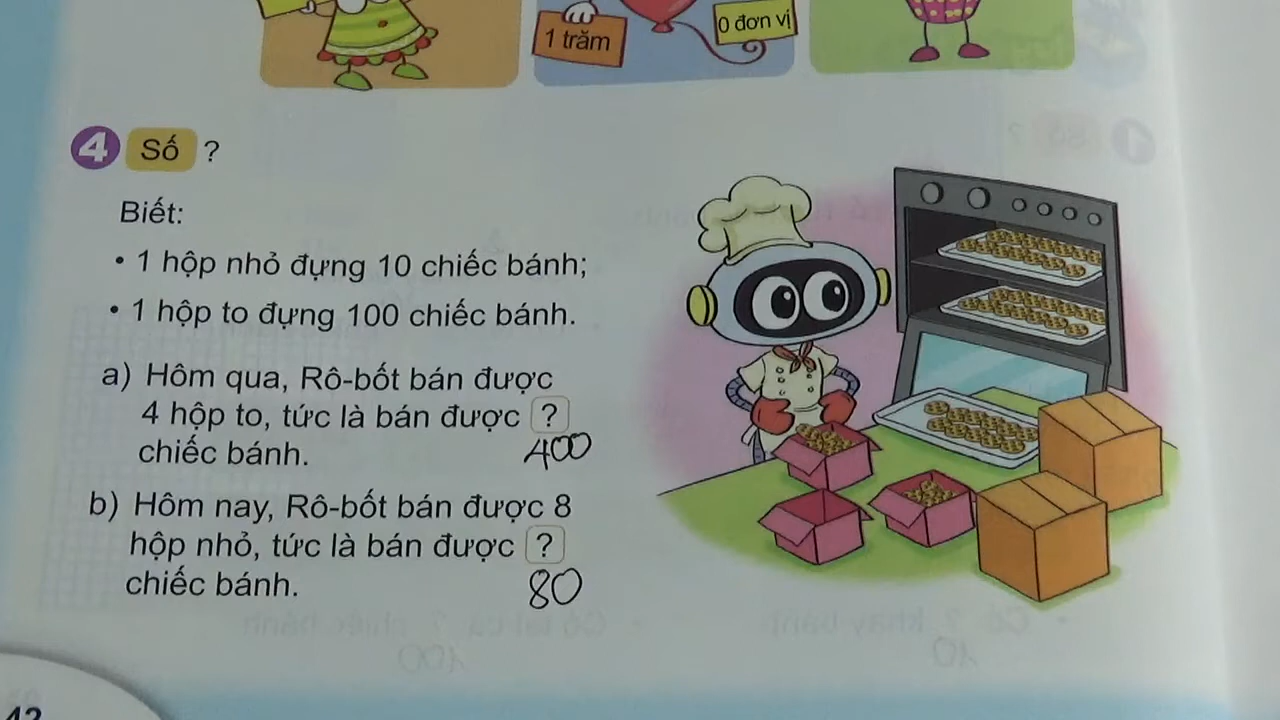 1 trăm
0 đơn vị
4 Số ?
Biết:
• 1 hộp nhỏ đựng 10 chiếc bánh;
• 1 hộp to đựng 100 chiếc bánh.
a) Hôm qua, Rô-bốt bán được
4 hộp to, tức là bán được ?
chiếc bánh.
400
b) Hôm nay, Rô-bốt bán được 8
hộp nhỏ, tức là bán được ?
chiếc bánh.
80
42